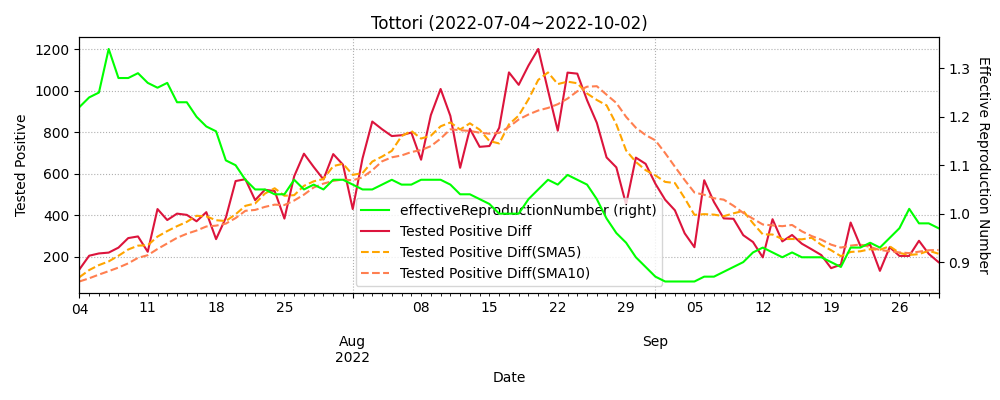 Tottori (2022-07-04~2022-10-02)
1200
1000
800
600
400
200
Tested Positive
1.3
1.2
1.1
1.0
0.9
Effective Reproduction Number
effectiveReproductionNumber (right)
Tested Positive Diff
Tested Positive Diff(SMA5)
Tested Positive Diff(SMA10)
04 11 18 25 08 15 22 29 05 12 19 26
Aug Sep
2022
Date